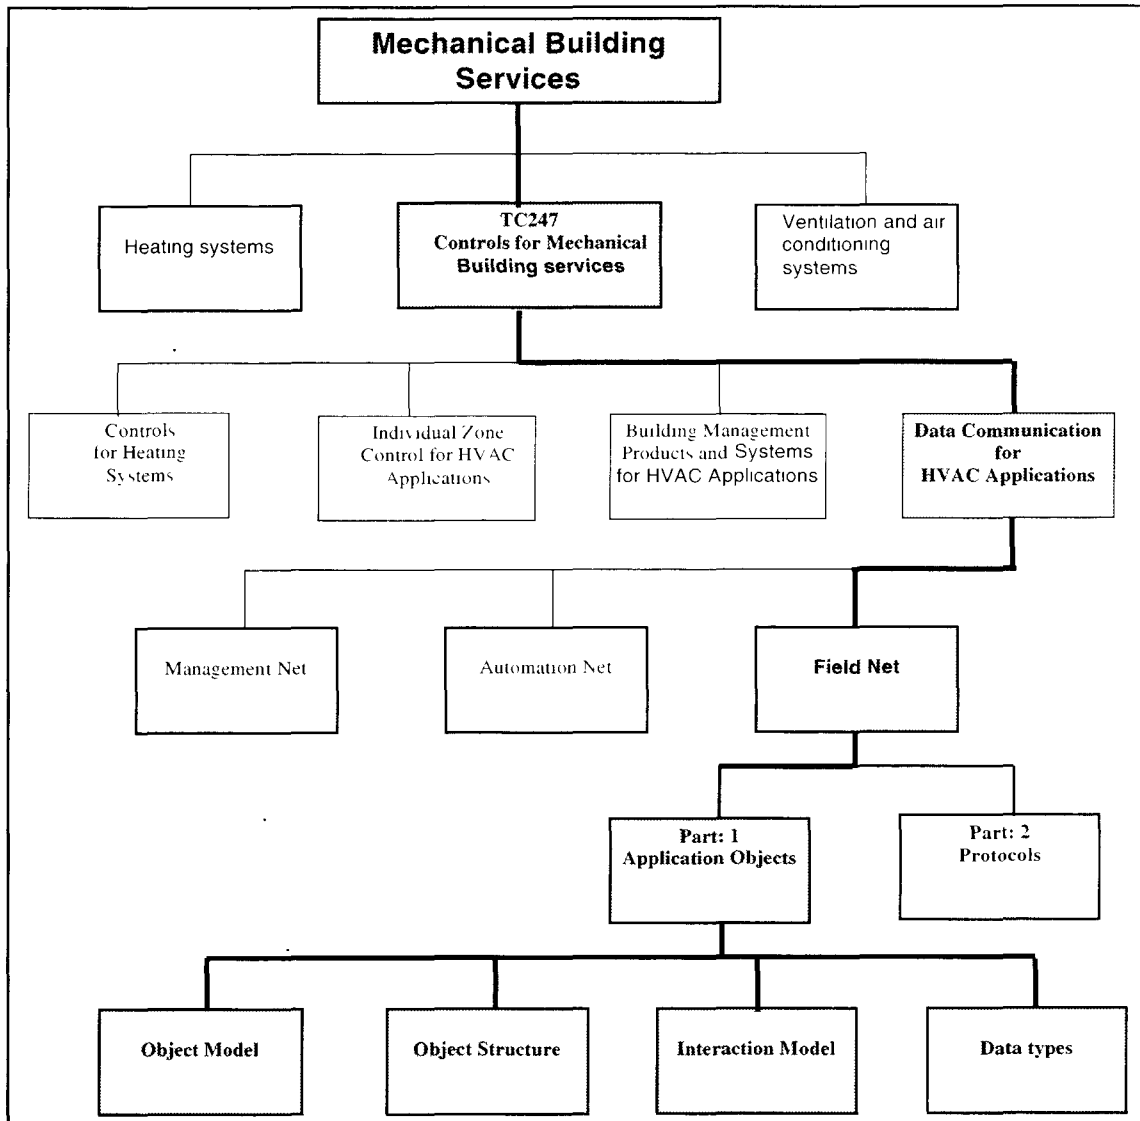 Mechanical Building
Services
Heating systems
TC247
Controls for Mechanical
Building services
Ventilation and air
conditioning
systems
Controls
for Heating
Systems
Individual Zone
Control for HVAC
Applications
Building Management
Products and Systems
for HVAC Applications
Data Communication
for
HVAC Applications
Management Net
Automation Net
Field Net
Part: 1
Application Objects
Part: 2
Protocols
Object Model
Object Structure
Interaction Model
Data types